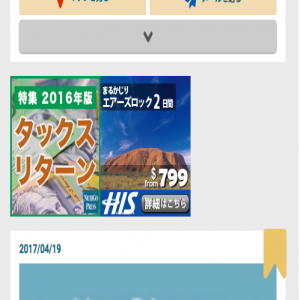 特集 2016年版
タックス
リターン
NICHIGO
PRESS
まるかじり
エアーズロック2日間
$799
from
H.I.S.
詳細はこちら
2017/04/19